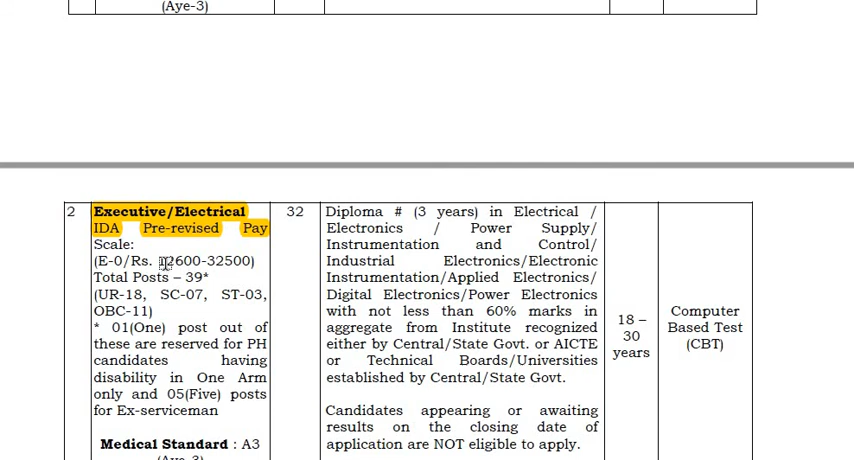 (Aye-3)
2
Executive/Electrical
IDA Pre-revised Pay
Scale:
(E-0/Rs. 12600-32500)
Total Posts – 39*
(UR-18, SC-07, ST-03,
OBC-11)
* 01(One) post out of
these are reserved for PH
candidates having
disability in One Arm
only and 05(Five) posts
for Ex-serviceman
Medical Standard : A3
(Aye-3)
32
Diploma # (3 years) in Electrical /
Electronics / Power Supply/
Instrumentation and Control/
Industrial Electronics/Electronic
Instrumentation/Applied Electronics/
Digital Electronics/Power Electronics
with not less than 60% marks in
aggregate from Institute recognized
either by Central/State Govt. or AICTE
or Technical Boards/Universities
established by Central/State Govt.
Candidates appearing or awaiting
results on the closing date of
application are NOT eligible to apply.
18 –
30
years
Computer
Based Test
(CBT)